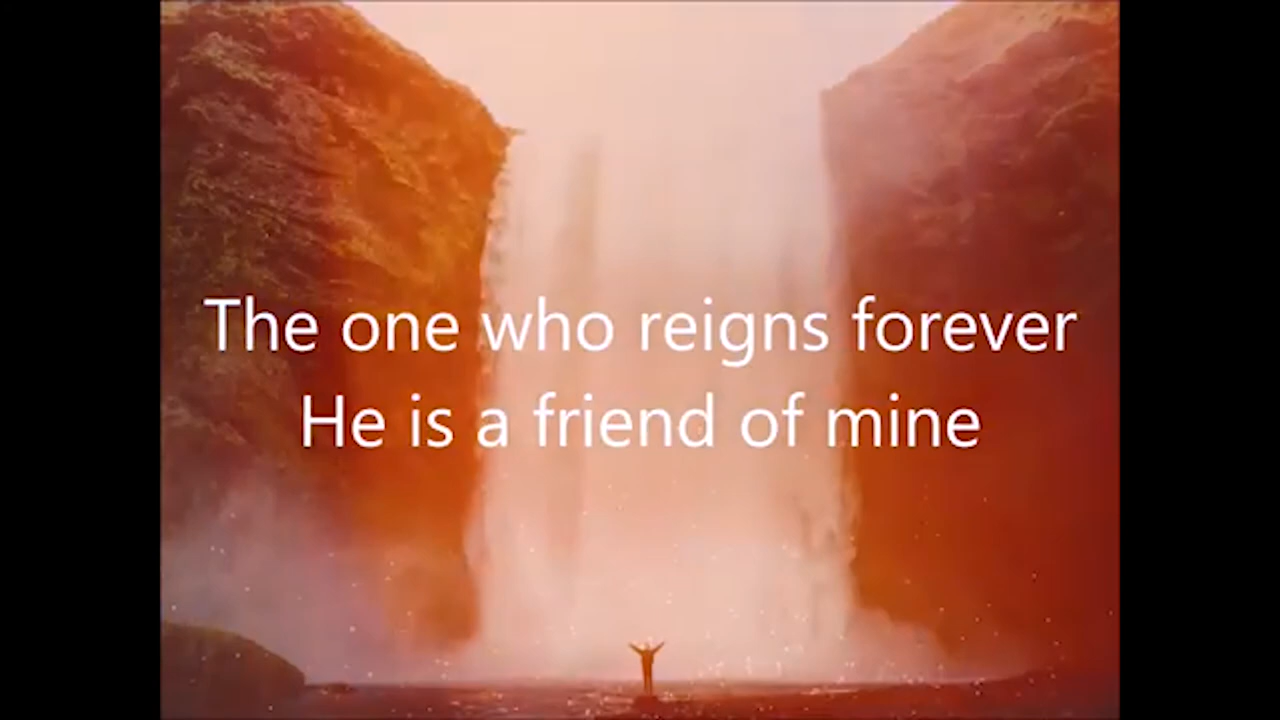 The one who reigns forever
He is a friend of mine